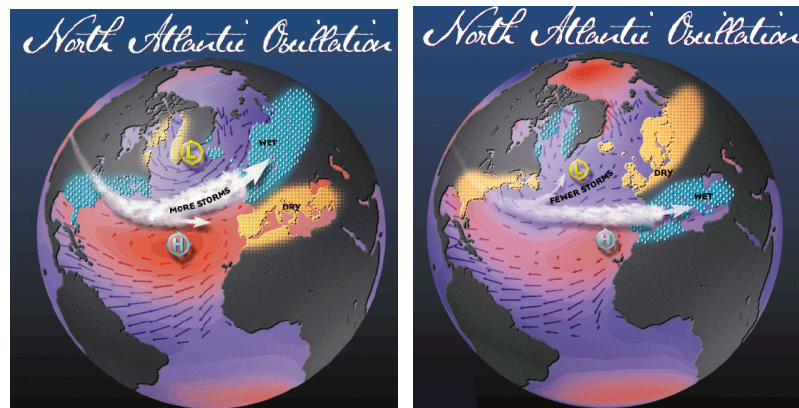 North Atlantic Oscillation
L
WET
MORE STORMS
DRY
H
North Atlantic Oscillation
L
FEWER STORMS
DRY
WET
H